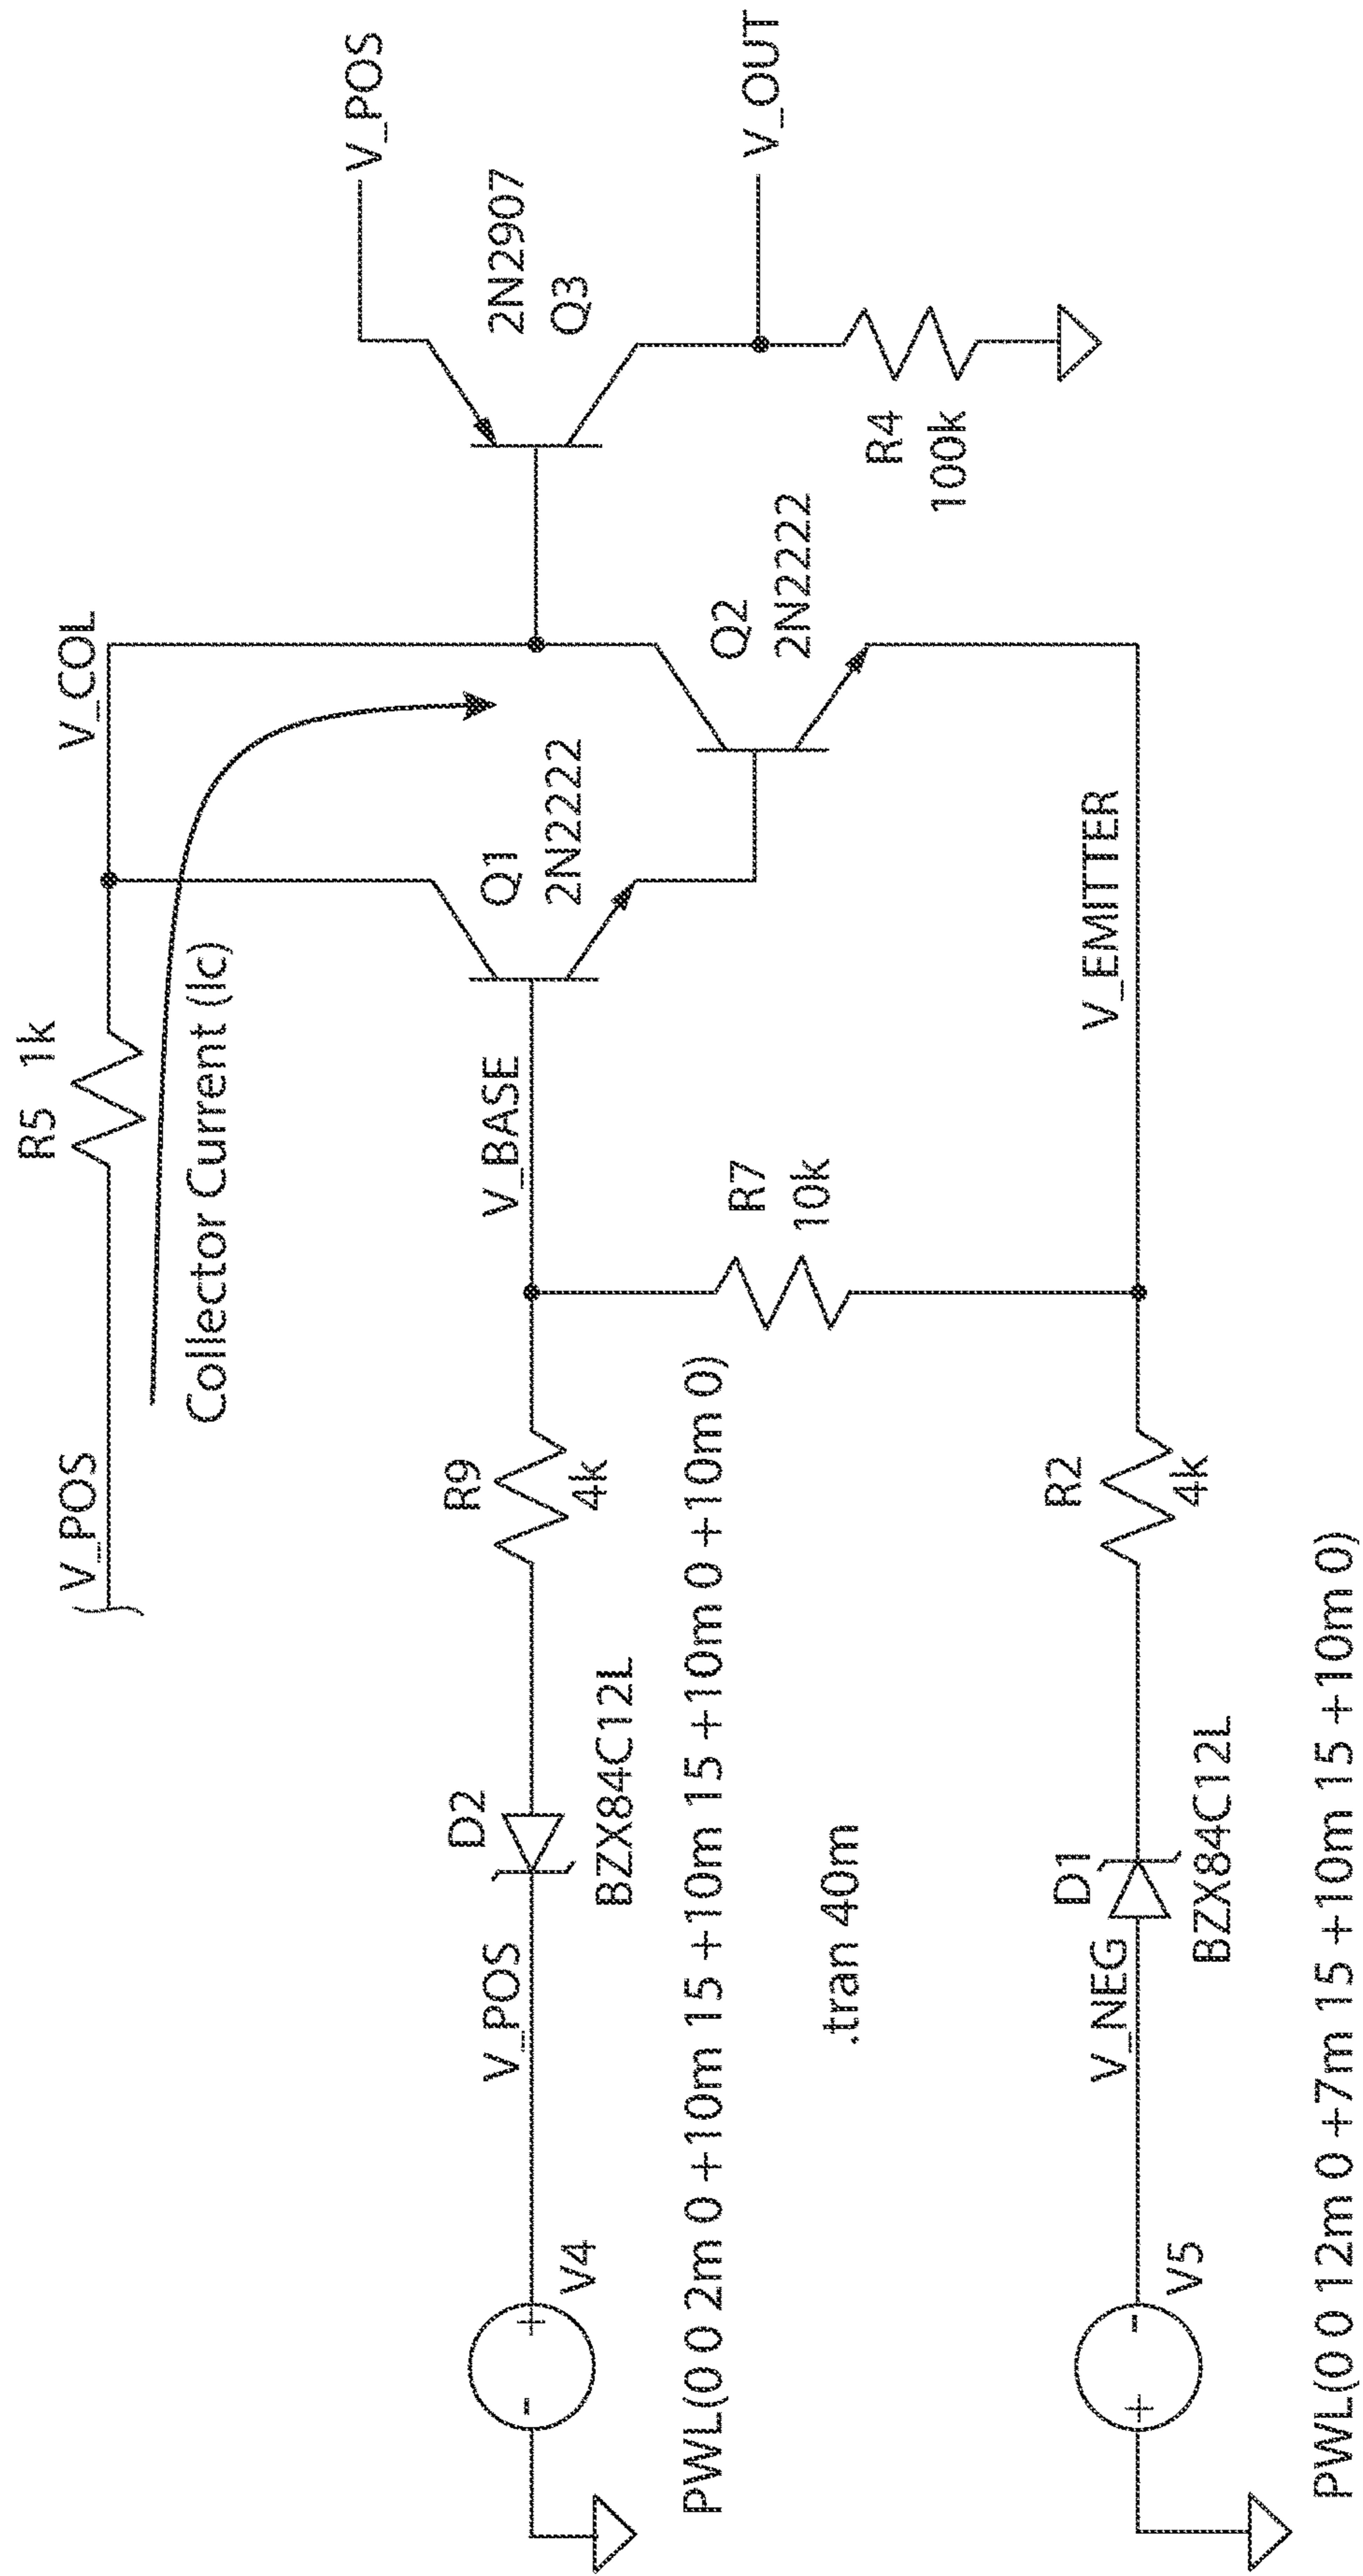 V_POS
R5 1k
V_COL
Collector Current (Ic)
V_POS
2N2907
Q3
V_OUT
R4
100k
Q1
2N2222
Q2
2N2222
V_BASE
R7
10k
V_EMITTER
V4
+
-
V_POS
D2
BZX84C12L
R9
4k
PWL(0 0 2m 0 +10m 15 +10m 15 +10m 0 +10m 0)
.tran 40m
V5
+
-
V_NEG
D1
BZX84C12L
R2
4k
PWL(0 0 12m 0 +7m 15 +10m 15 +10m 0)